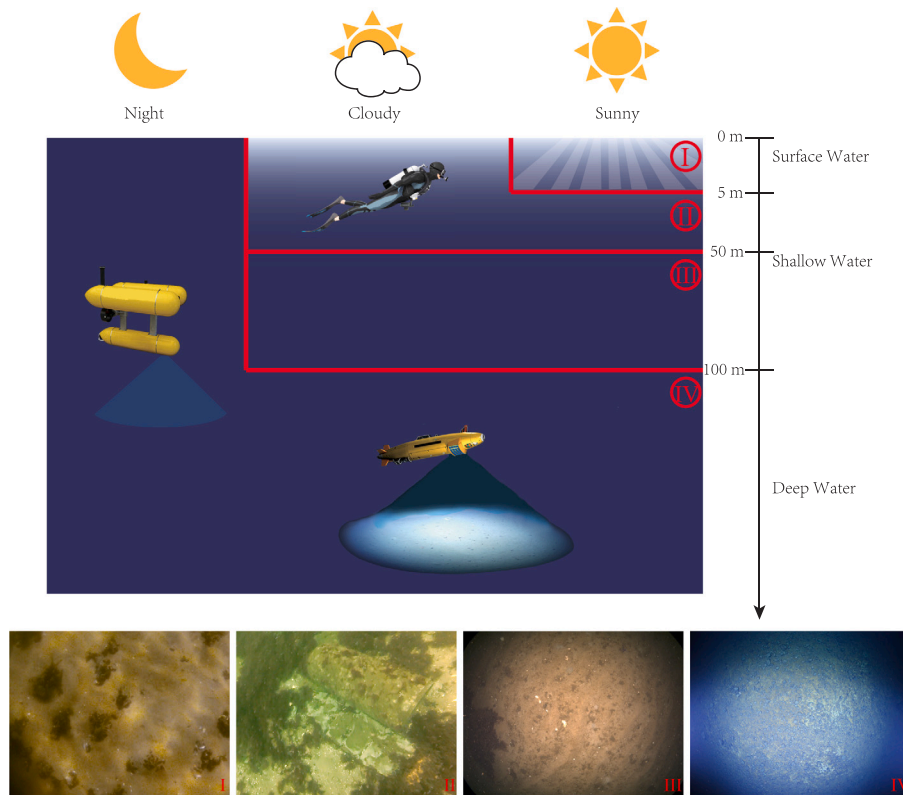 Night
Cloudy
Sunny
0 m
I
Surface Water
5 m
II
50 m
Shallow Water
III
100 m
IV
Deep Water
I
II
III
IV